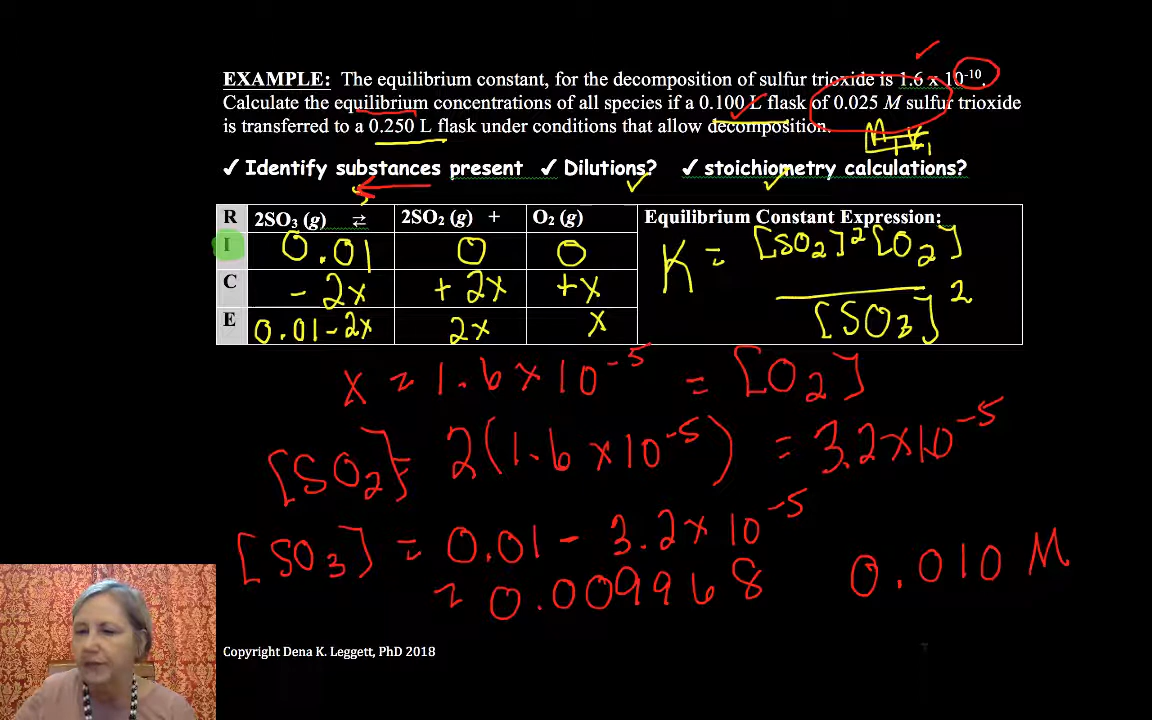 EXAMPLE: The equilibrium constant, for the decomposition of sulfur trioxide is 1.6 x 10-10.
Calculate the equilibrium concentrations of all species if a 0.100 L flask of 0.025 M sulfur trioxide
is transferred to a 0.250 L flask under conditions that allow decomposition.
✓ Identify substances present ✓ Dilutions? ✓ stoichiometry calculations?
R 2SO3 (g) ⇄ 2SO2 (g) + O2 (g) Equilibrium Constant Expression:
I 0.01 0 0
C - 2x + 2x +x
E 0.01-2x 2x x
K = [SO2]2[O2]
[SO3]2
x = 1.6 x 10-5 = [O2]
[SO2] = 2(1.6 x 10-5) = 3.2 x 10-5
[SO3] = 0.01 - 3.2 x 10-5
= 0.009968 0.010 M
Copyright Dena K. Leggett, PhD 2018